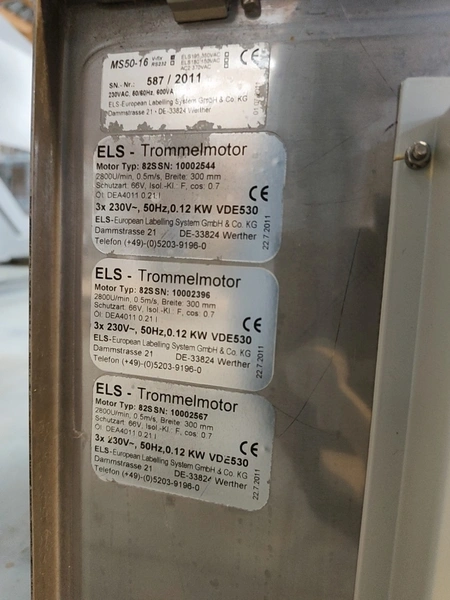 MS50-16
SN.- Nr.: 587 / 2011
230VAC, 50/60Hz, 600VA
ELS-European Labelling System GmbH & Co. KG
Dammstrasse 21 - DE-33824 Werther
ELS - Trommelmotor
Motor Typ: 82S SN: 10002544
2800U/min, 0.5m/s, Breite: 300 mm
Schutzart: 66V, Isol.-Kl.: F, cos: 0.7
Öl: DEA4011 0.21 l
3x 230V~, 50Hz,0.12 KW VDE530
ELS-European Labelling System GmbH & Co. KG
Dammstrasse 21 DE-33824 Werther
Telefon (+49)-(0)5203-9196-0
CE
22.7.2011
ELS - Trommelmotor
Motor Typ: 82S SN: 10002396
2800U/min, 0.5m/s, Breite: 300 mm
Schutzart: 66V, Isol.-Kl.: F, cos: 0.7
Öl: DEA4011 0.21 l
3x 230V~, 50Hz,0.12 KW VDE530
ELS-European Labelling System GmbH & Co. KG
Dammstrasse 21 DE-33824 Werther
Telefon (+49)-(0)5203-9196-0
CE
22.7.2011
ELS - Trommelmotor
Motor Typ: 82S SN: 10002567
2800U/min, 0.5m/s, Breite: 300 mm
Schutzart: 66V, Isol.-Kl.: F, cos: 0.7
Öl: DEA4011 0.21 l
3x 230V~, 50Hz,0.12 KW VDE530
ELS-European Labelling System GmbH & Co. KG
Dammstrasse 21 DE-33824 Werther
Telefon (+49)-(0)5203-9196-0
CE
22.7.2011